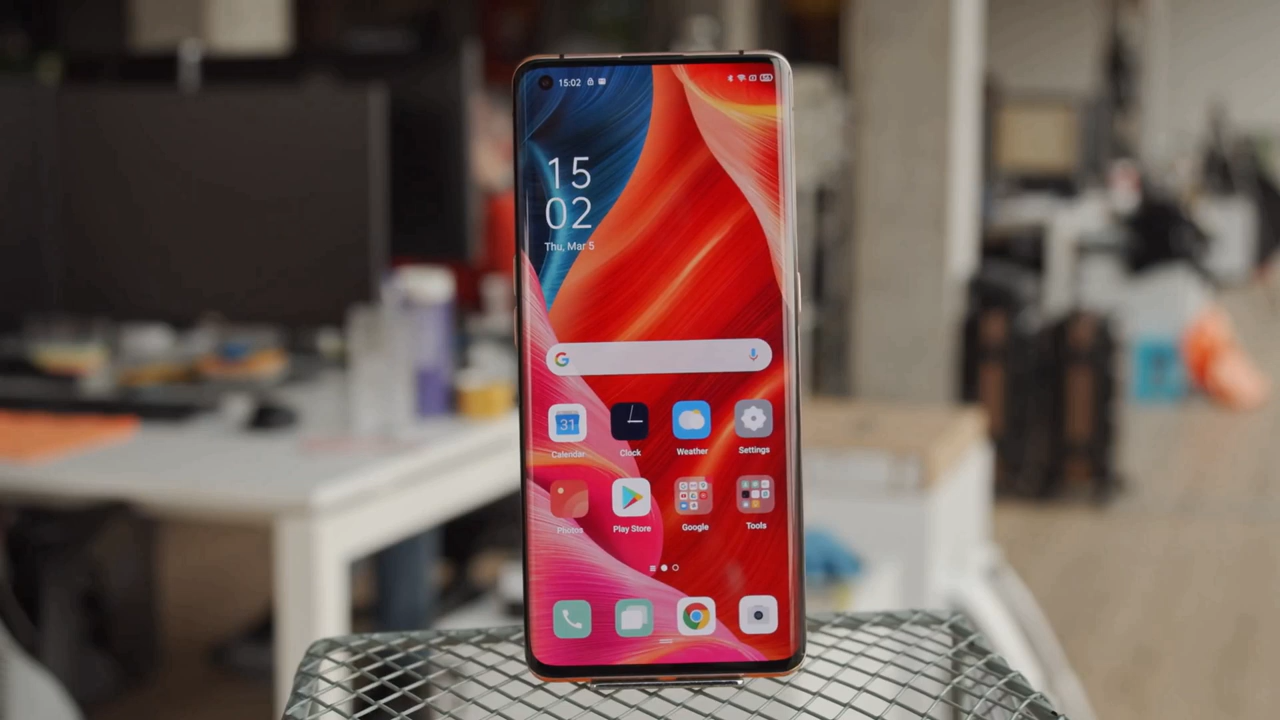 15:02
15
02
Thu, Mar 5
G
31
Calendar Clock Weather Settings
Photos Play Store Google Tools